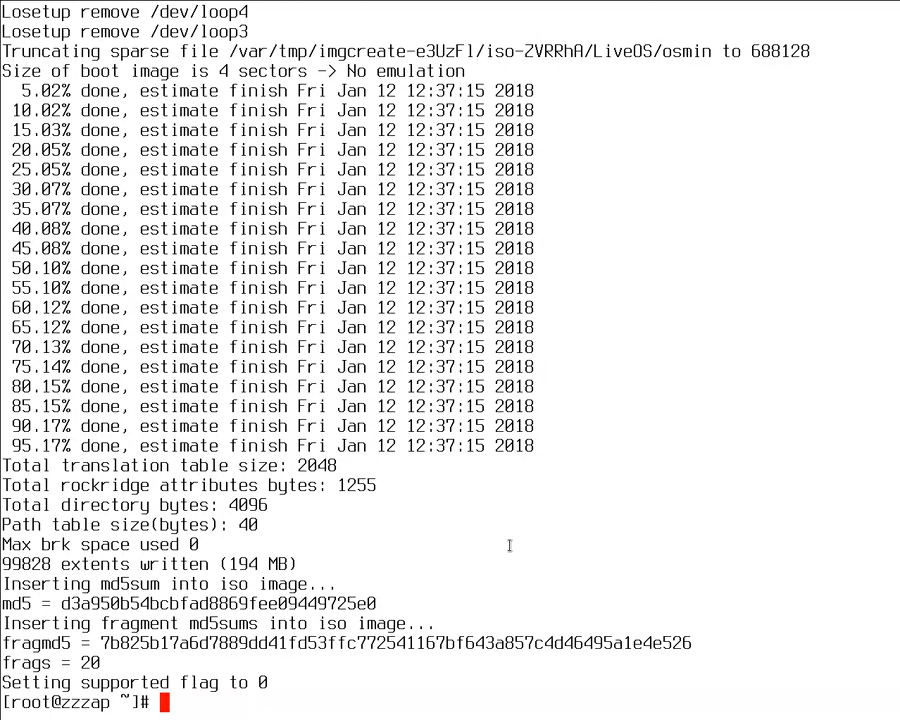 Losetup remove /dev/loop4
Losetup remove /dev/loop3
Truncating sparse file /var/tmp/imgcreate-e3UzFl/iso-ZVRRhA/LiveOS/osmin to 688128
Size of boot image is 4 sectors -> No emulation
  5.02% done, estimate finish Fri Jan 12 12:37:15 2018
 10.02% done, estimate finish Fri Jan 12 12:37:15 2018
 15.03% done, estimate finish Fri Jan 12 12:37:15 2018
 20.05% done, estimate finish Fri Jan 12 12:37:15 2018
 25.05% done, estimate finish Fri Jan 12 12:37:15 2018
 30.07% done, estimate finish Fri Jan 12 12:37:15 2018
 35.07% done, estimate finish Fri Jan 12 12:37:15 2018
 40.08% done, estimate finish Fri Jan 12 12:37:15 2018
 45.08% done, estimate finish Fri Jan 12 12:37:15 2018
 50.10% done, estimate finish Fri Jan 12 12:37:15 2018
 55.10% done, estimate finish Fri Jan 12 12:37:15 2018
 60.12% done, estimate finish Fri Jan 12 12:37:15 2018
 65.12% done, estimate finish Fri Jan 12 12:37:15 2018
 70.13% done, estimate finish Fri Jan 12 12:37:15 2018
 75.14% done, estimate finish Fri Jan 12 12:37:15 2018
 80.15% done, estimate finish Fri Jan 12 12:37:15 2018
 85.15% done, estimate finish Fri Jan 12 12:37:15 2018
 90.17% done, estimate finish Fri Jan 12 12:37:15 2018
 95.17% done, estimate finish Fri Jan 12 12:37:15 2018
Total translation table size: 2048
Total rockridge attributes bytes: 1255
Total directory bytes: 4096
Path table size(bytes): 40
Max brk space used 0
99828 extents written (194 MB)
Inserting md5sum into iso image...
md5 = d3a950b54bcbfad8869fee09449725e0
Inserting fragment md5sums into iso image...
fragmd5 = 7b825b17a6d7889dd41fd53ffc772541167bf643a857c4d46495a1e4e526
frags = 20
Setting supported flag to 0
[root@zzzap ~]#